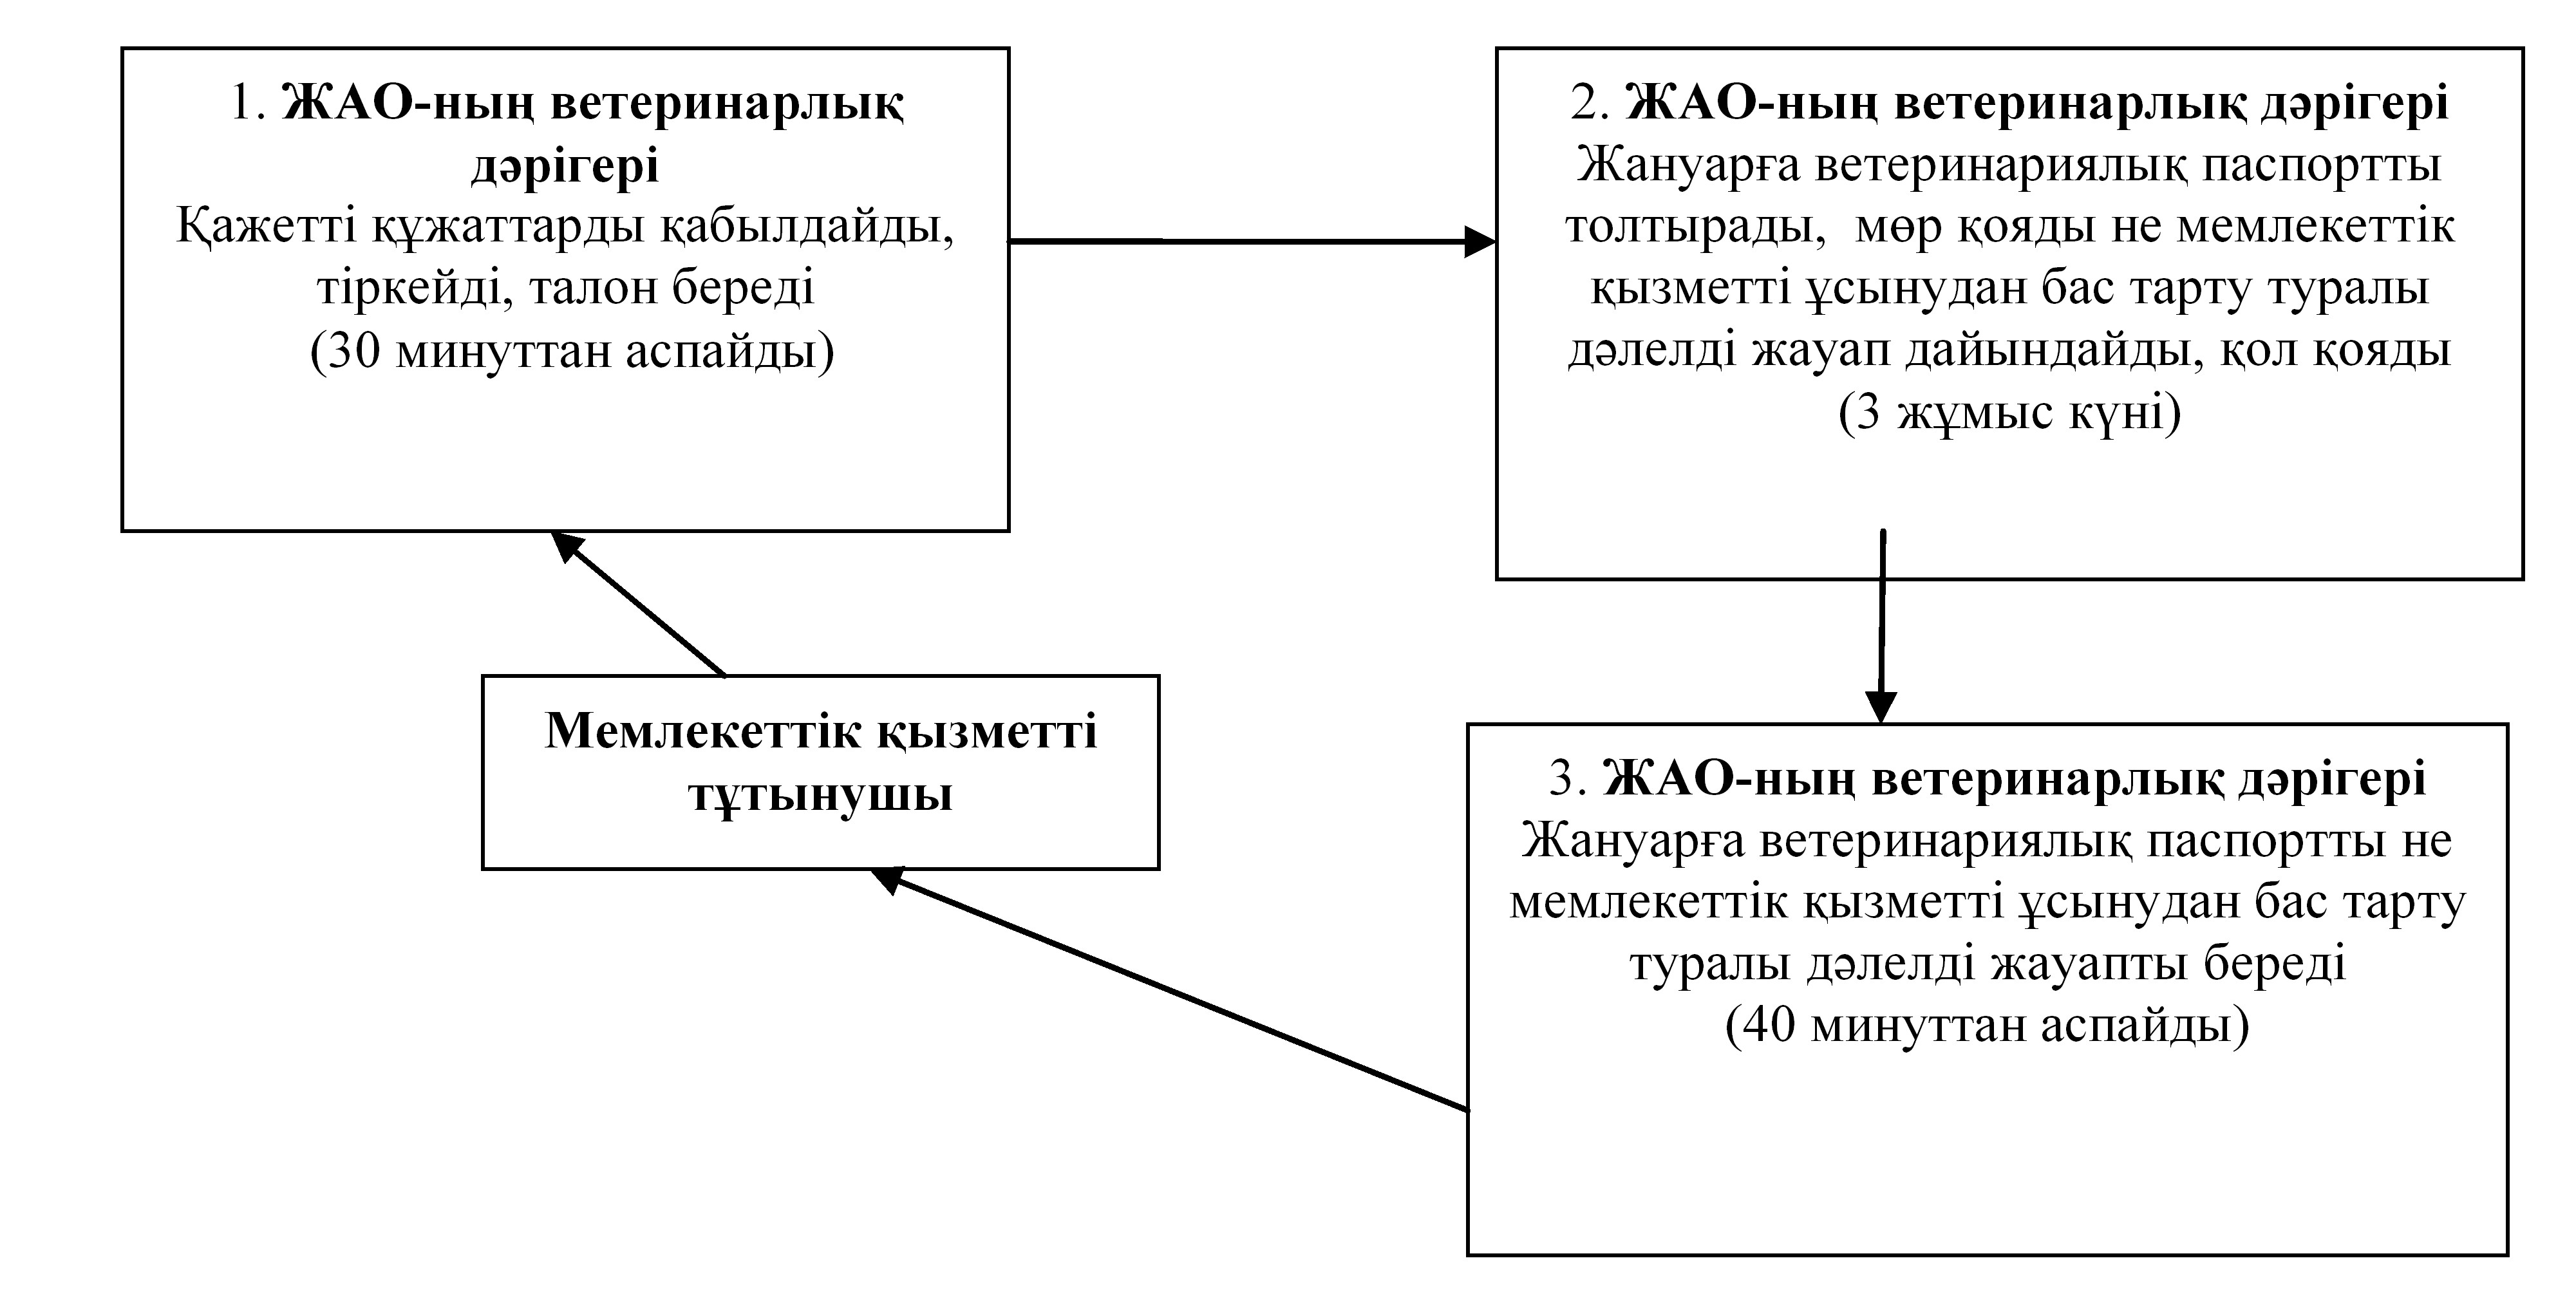 1. ЖАО-ның ветеринарлық
дәрігері
Қажетті құжаттарды қабылдайды,
тіркейді, талон береді
(30 минуттан аспайды)
2. ЖАО-ның ветеринарлық дәрігері
Жануарға ветеринариялық паспортты
толтырады,  мөр қояды не мемлекеттік
қызметті ұсынудан бас тарту туралы
дәлелді жауап дайындайды, қол қояды
(3 жұмыс күні)
Мемлекеттік қызметті
тұтынушы
3. ЖАО-ның ветеринарлық дәрігері
Жануарға ветеринариялық паспортты не
мемлекеттік қызметті ұсынудан бас тарту
туралы дәлелді жауапты береді
(40 минуттан аспайды)